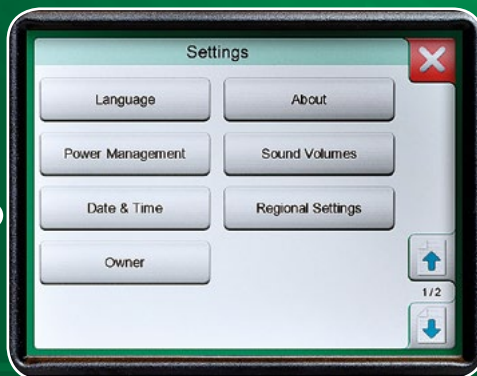 Settings
Language
About
Power Management
Sound Volumes
Date & Time
Regional Settings
Owner
1/2